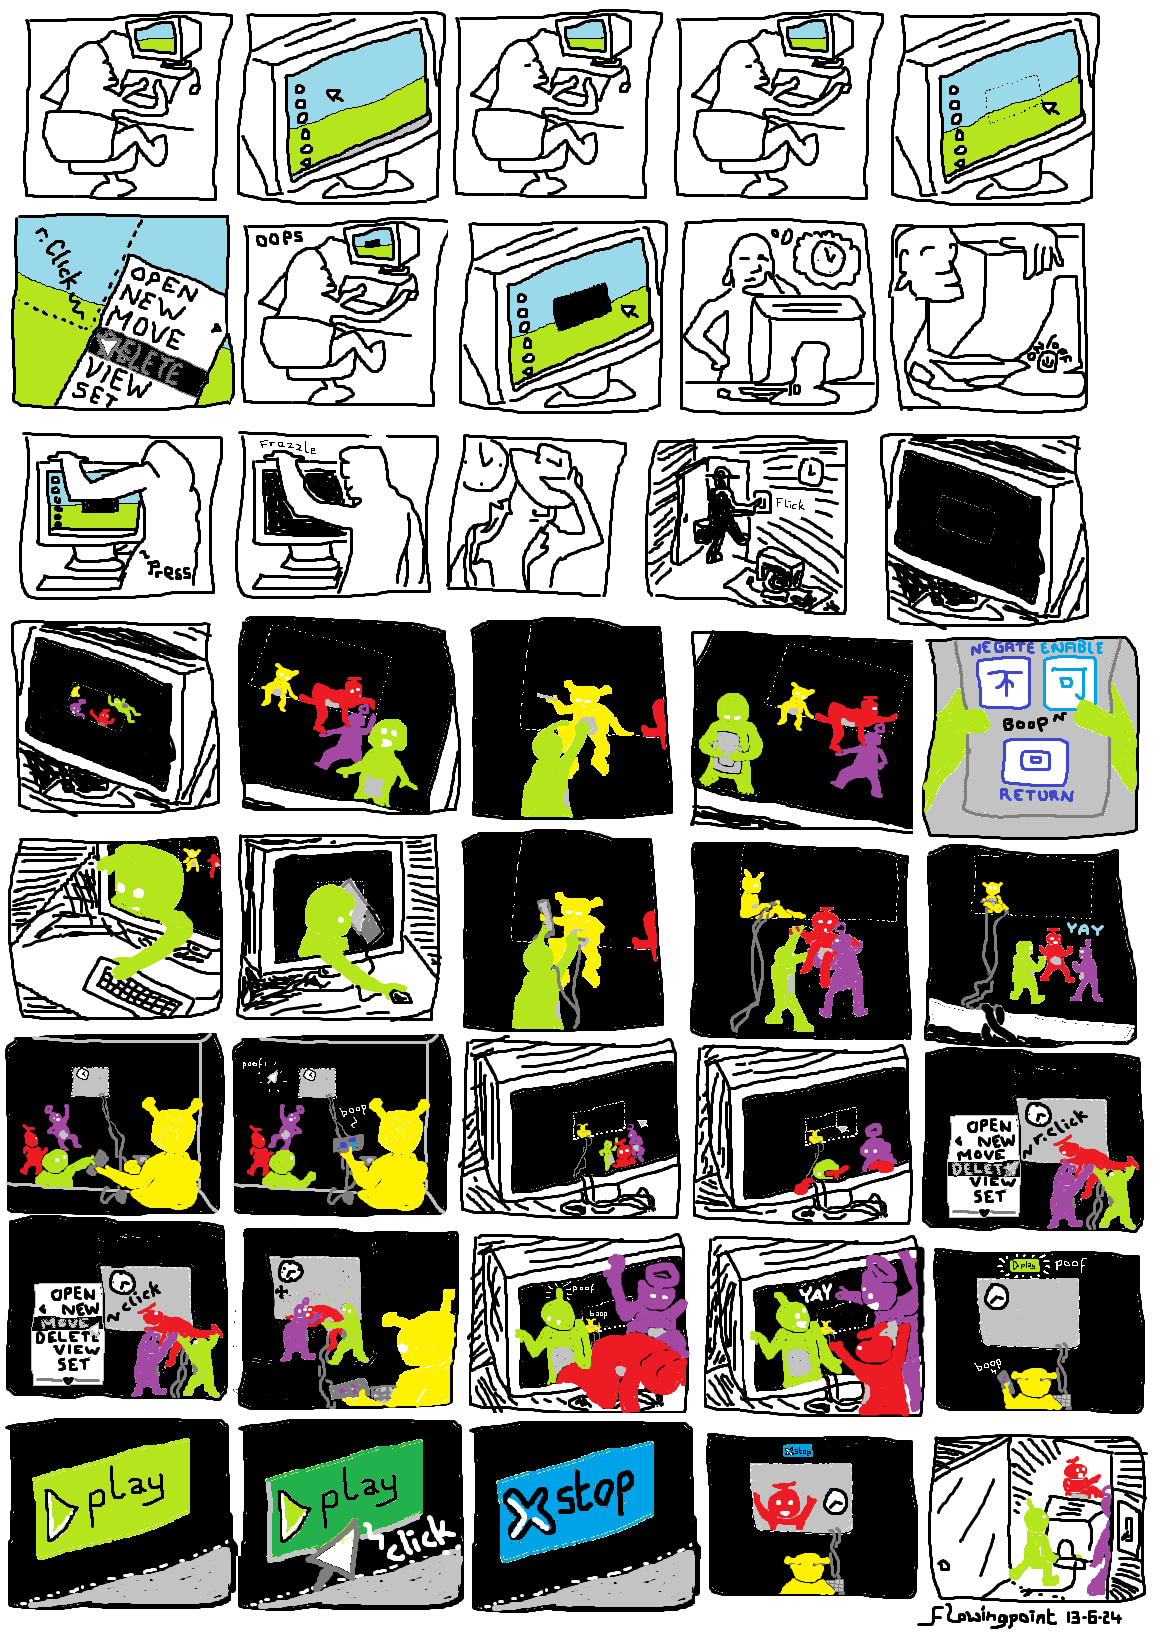 r. Click
OPEN
NEW
MOVE
DELETE
VIEW
SET
OOPS
ON/OFF
Press
Frazzle
Flick
NEGATE ENABLE
不 可
BOOP
RETURN
YAY
poof
boop
r. click
OPEN
NEW
MOVE
DELETE
VIEW
SET
click
OPEN
NEW
MOVE
DELETE
VIEW
SET
poof
boop
YAY
play poof
boop
play
play
click
stop
stop
Flowingpoint 13-6-24